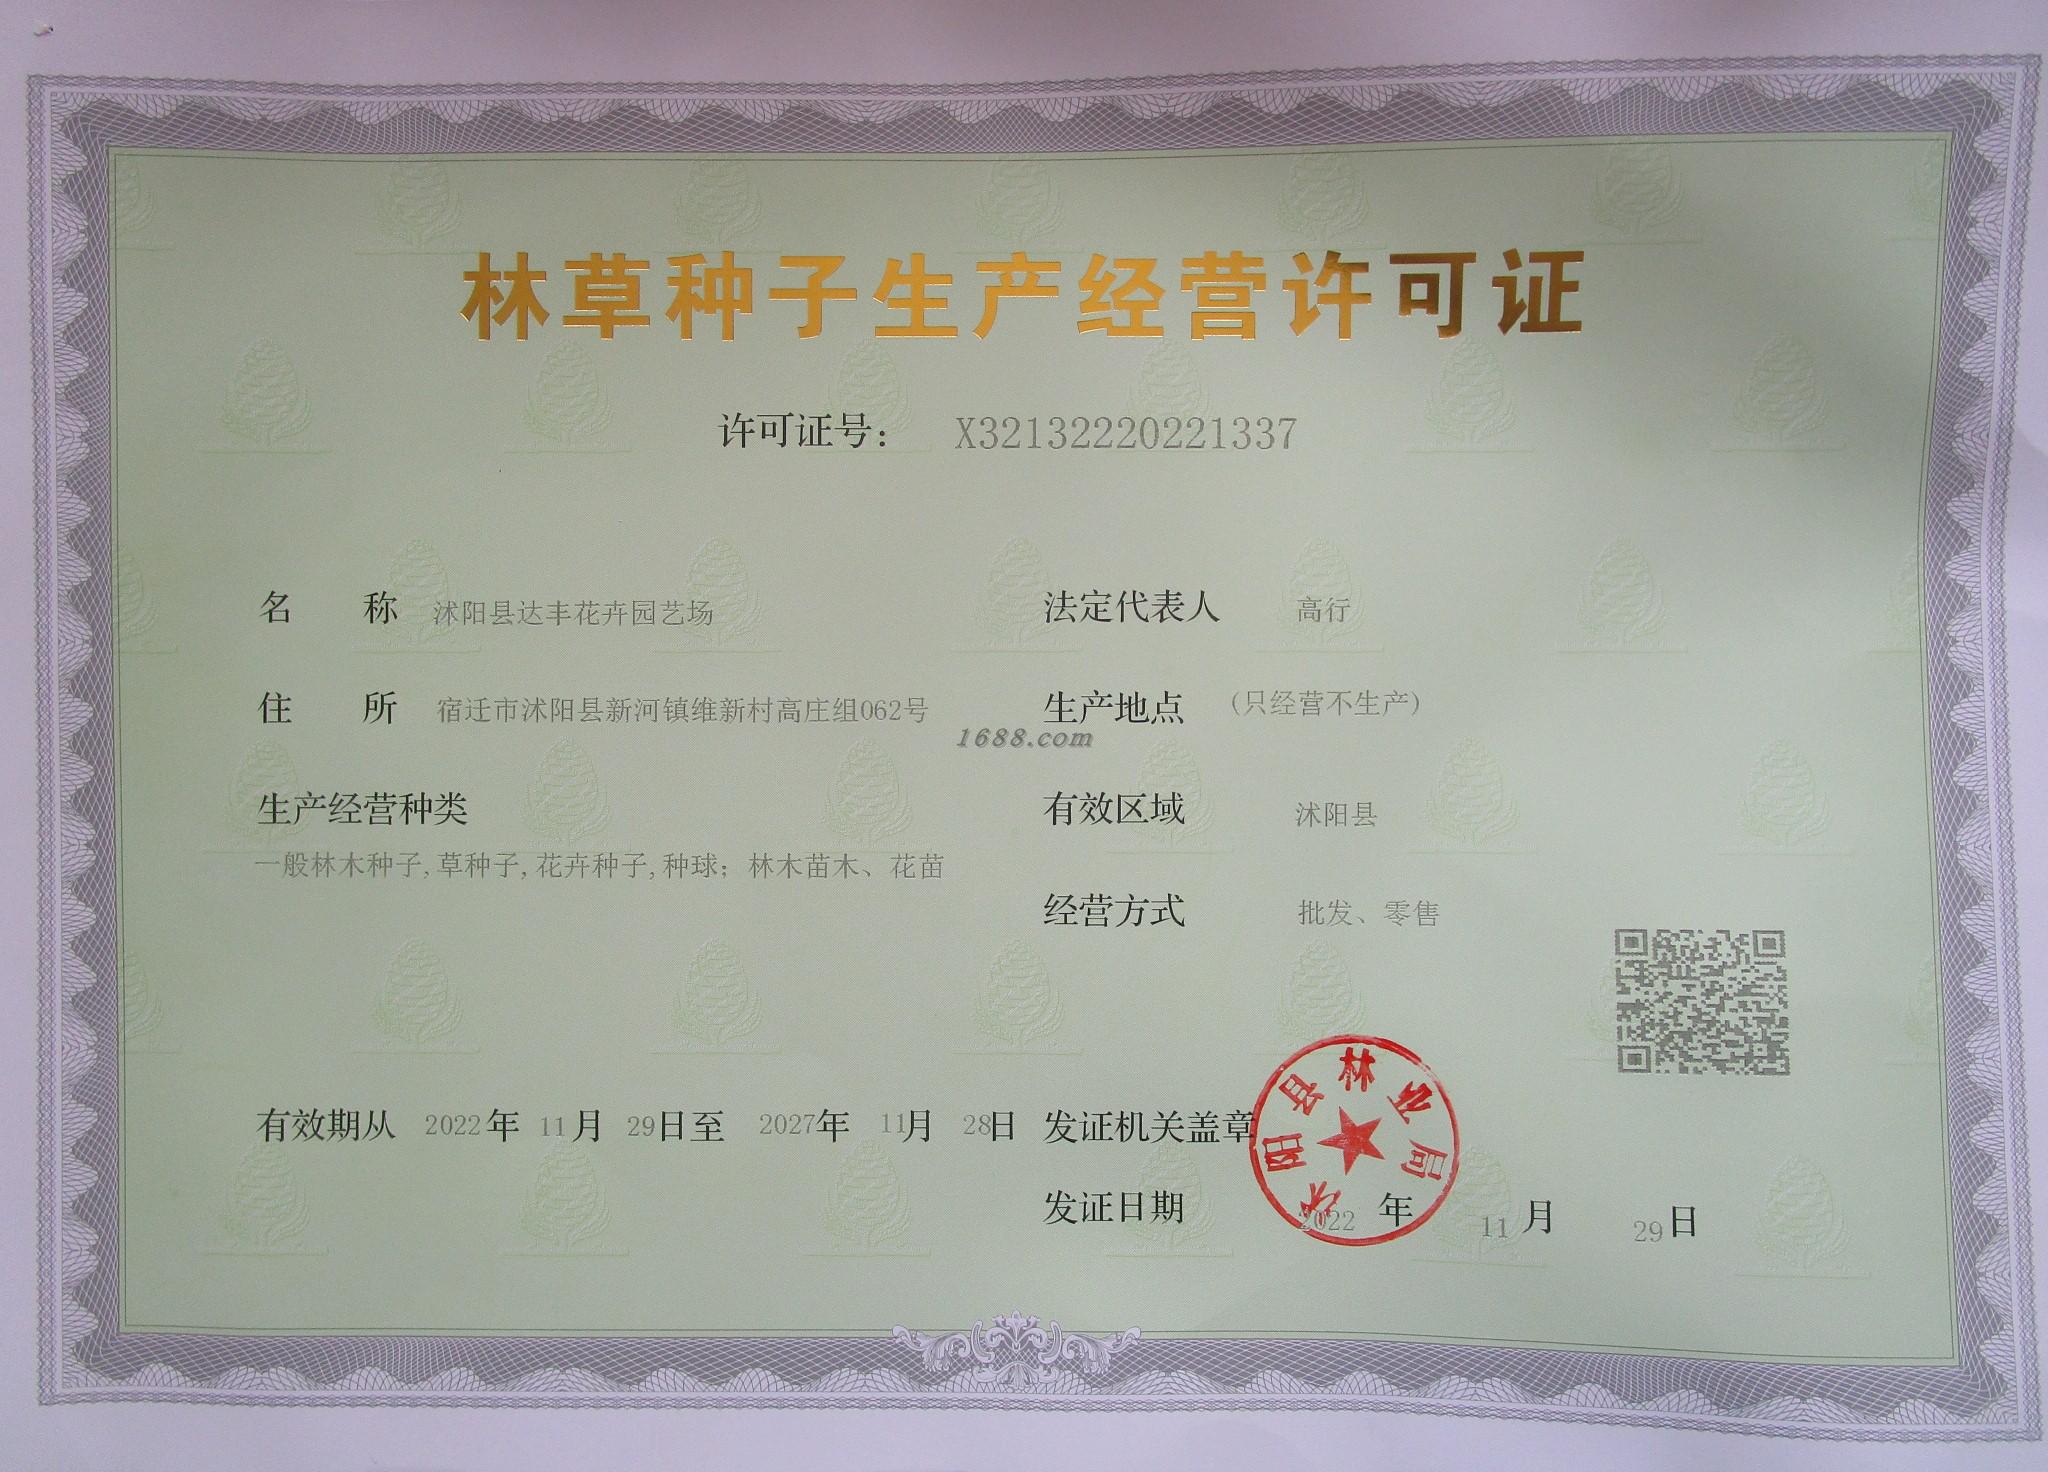 林草种子生产经营许可证
许可证号： X32132220221337
名 称 沭阳县达丰花卉园艺场
法定代表人 高行
住 所 宿迁市沭阳县新河镇维新村高庄组062号
生产地点 (只经营不生产)
1688.com
生产经营种类
有效区域 沭阳县
一般林木种子,草种子,花卉种子,种球；林木苗木、花苗
经营方式 批发、零售
有效期从 2022年 11月 29日至 2027年 11月 28日
发证机关盖章
沭阳县林业局
发证日期 2022 年 11 月 29 日